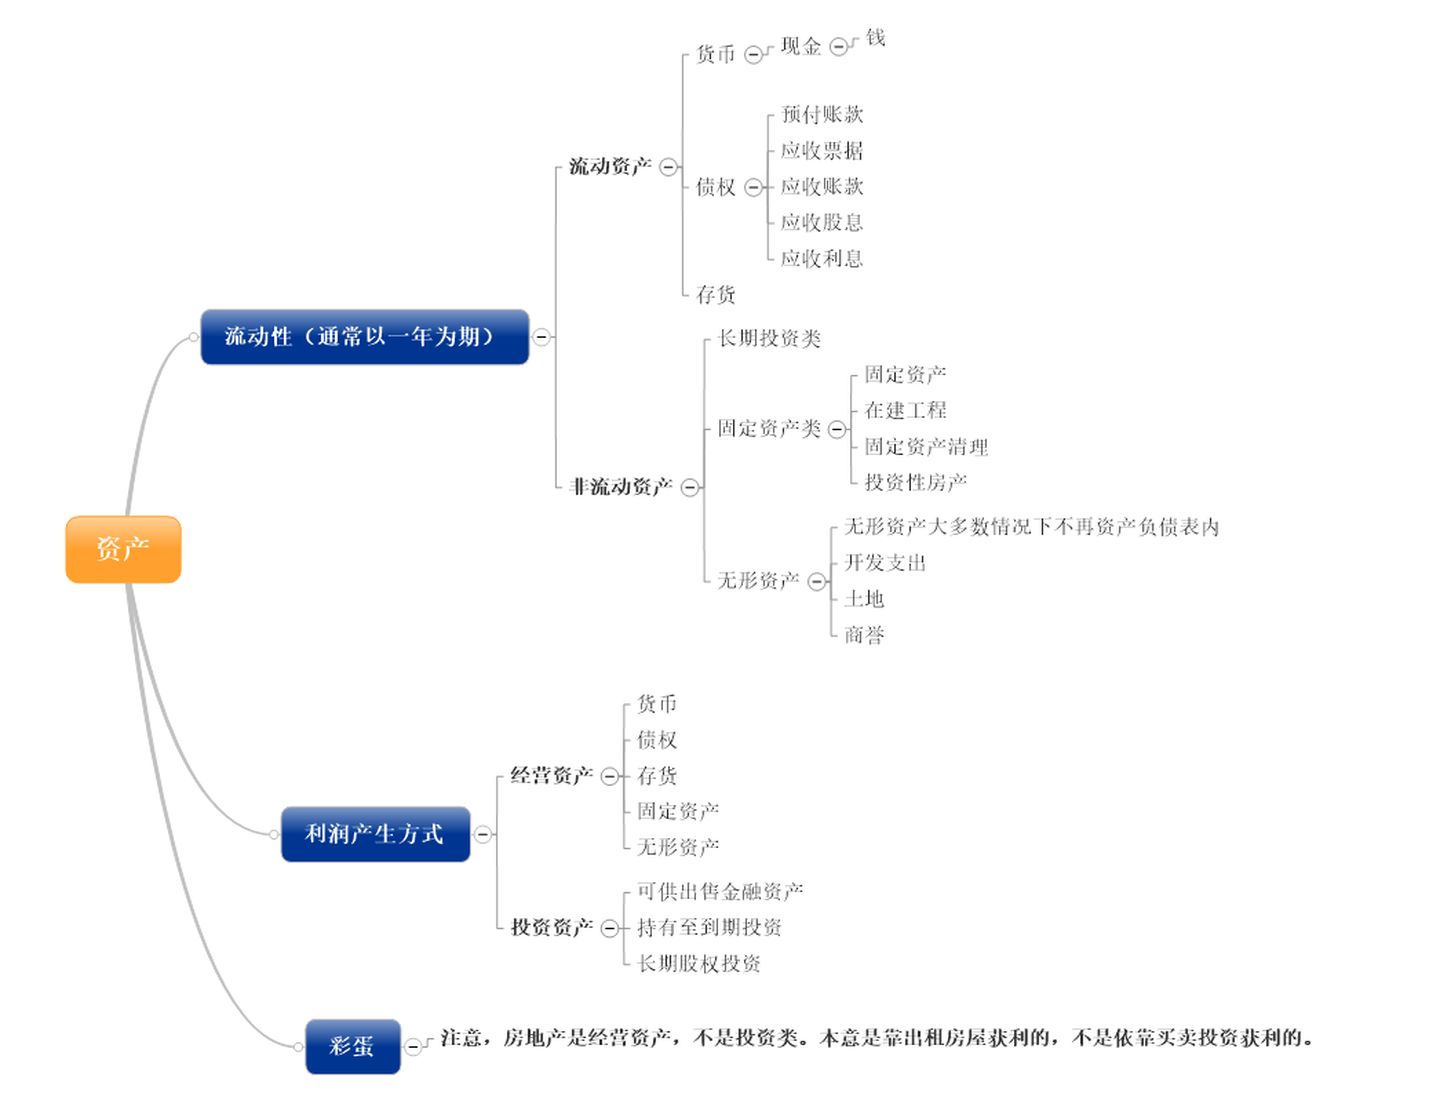 资产
流动性（通常以一年为期）
流动资产
货币
现金
钱
债权
预付账款
应收票据
应收账款
应收股息
应收利息
存货
非流动资产
长期投资类
固定资产类
固定资产
在建工程
固定资产清理
投资性房产
无形资产
无形资产大多数情况下不再资产负债表内
开发支出
土地
商誉
利润产生方式
经营资产
货币
债权
存货
固定资产
无形资产
投资资产
可供出售金融资产
持有至到期投资
长期股权投资
彩蛋
注意，房地产是经营资产，不是投资类。本意是靠出租房屋获利的，不是依靠买卖投资获利的。